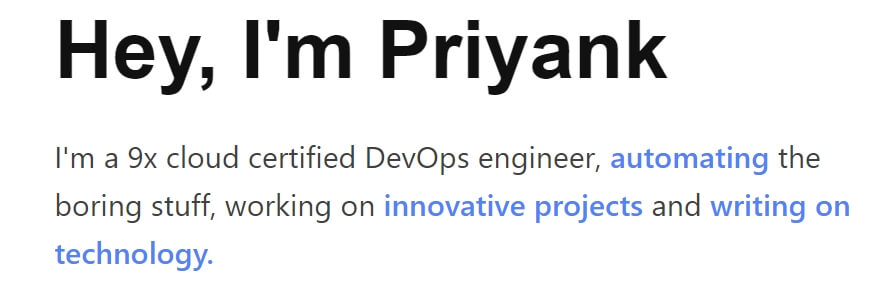 Hey, I'm Priyank
I'm a 9x cloud certified DevOps engineer, automating the
boring stuff, working on innovative projects and writing on
technology.